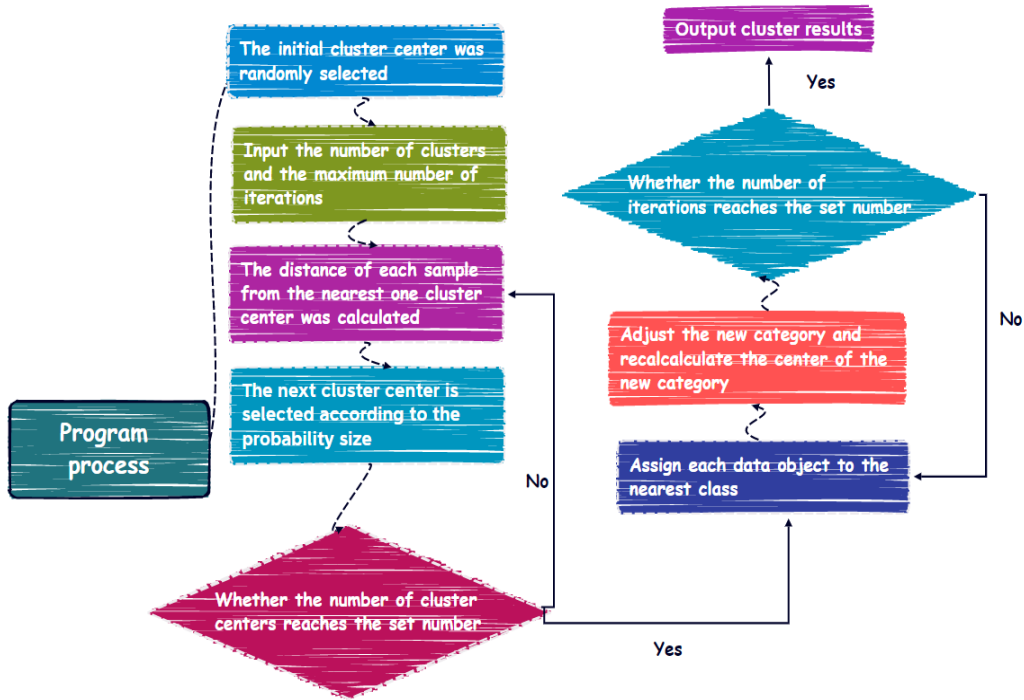 Program
process
The initial cluster center was
randomly selected
Input the number of clusters
and the maximum number of
iterations
The distance of each sample
from the nearest one cluster
center was calculated
The next cluster center is
selected according to the
probability size
Whether the number of cluster
centers reaches the set number
No
Yes
Assign each data object to the
nearest class
Adjust the new category and
recalcalculate the center of the
new category
Whether the number of
iterations reaches the set number
No
Yes
Output cluster results